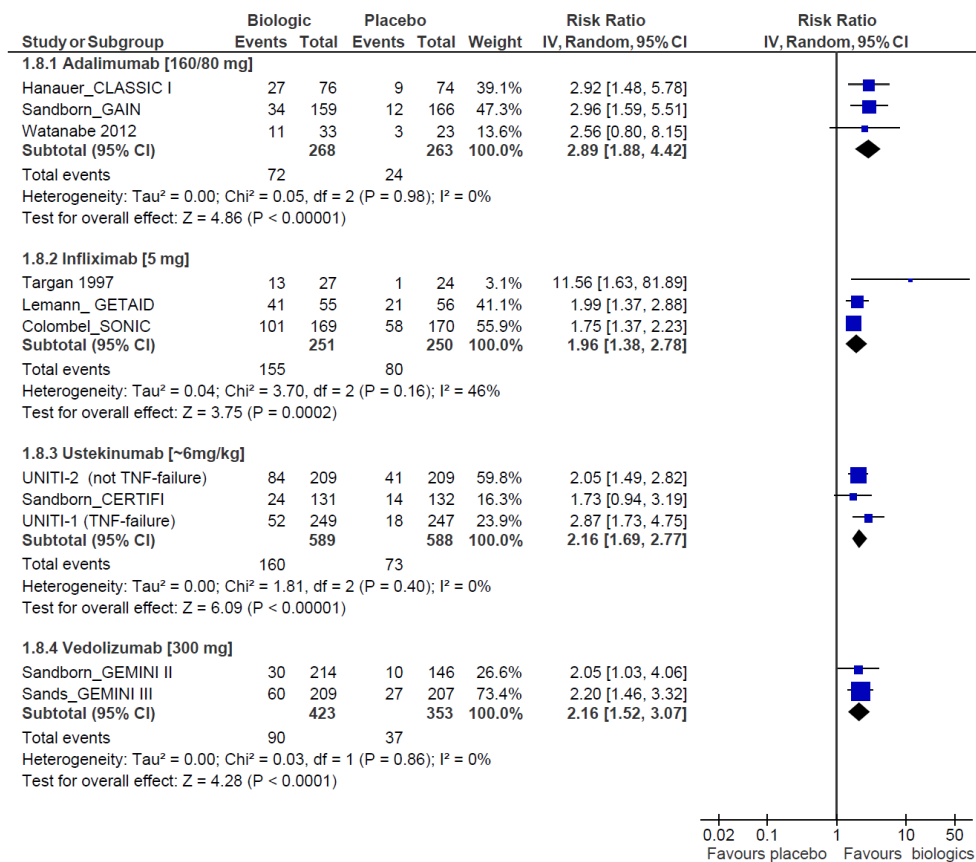 Biologic Placebo Risk Ratio Risk Ratio
Study or Subgroup Events Total Events Total Weight IV, Random, 95% CI IV, Random, 95% CI
1.8.1 Adalimumab [160/80 mg]
Hanauer_CLASSIC I 27 76 9 74 39.1% 2.92 [1.48, 5.78]
Sandborn_GAIN 34 159 12 166 47.3% 2.96 [1.59, 5.51]
Watanabe 2012 11 33 3 23 13.6% 2.56 [0.80, 8.15]
Subtotal (95% CI) 268 263 100.0% 2.89 [1.88, 4.42]
Total events 72 24
Heterogeneity: Tau² = 0.00; Chi² = 0.05, df = 2 (P = 0.98); I² = 0%
Test for overall effect: Z = 4.86 (P < 0.00001)
1.8.2 Infliximab [5 mg]
Targan 1997 13 27 1 24 3.1% 11.56 [1.63, 81.89]
Lemann_ GETAID 41 55 21 56 41.1% 1.99 [1.37, 2.88]
Colombel_SONIC 101 169 58 170 55.9% 1.75 [1.37, 2.23]
Subtotal (95% CI) 251 250 100.0% 1.96 [1.38, 2.78]
Total events 155 80
Heterogeneity: Tau² = 0.04; Chi² = 3.70, df = 2 (P = 0.16); I² = 46%
Test for overall effect: Z = 3.75 (P = 0.0002)
1.8.3 Ustekinumab [~6mg/kg]
UNITI-2 (not TNF-failure) 84 209 41 209 59.8% 2.05 [1.49, 2.82]
Sandborn_CERTIFI 24 131 14 132 16.3% 1.73 [0.94, 3.19]
UNITI-1 (TNF-failure) 52 249 18 247 23.9% 2.87 [1.73, 4.75]
Subtotal (95% CI) 589 588 100.0% 2.16 [1.69, 2.77]
Total events 160 73
Heterogeneity: Tau² = 0.00; Chi² = 1.81, df = 2 (P = 0.40); I² = 0%
Test for overall effect: Z = 6.09 (P < 0.00001)
1.8.4 Vedolizumab [300 mg]
Sandborn_GEMINI II 30 214 10 146 26.6% 2.05 [1.03, 4.06]
Sands_GEMINI III 60 209 27 207 73.4% 2.20 [1.46, 3.32]
Subtotal (95% CI) 423 353 100.0% 2.16 [1.52, 3.07]
Total events 90 37
Heterogeneity: Tau² = 0.00; Chi² = 0.03, df = 1 (P = 0.86); I² = 0%
Test for overall effect: Z = 4.28 (P < 0.0001)
0.02 0.1 1 10 50
Favours placebo Favours biologics